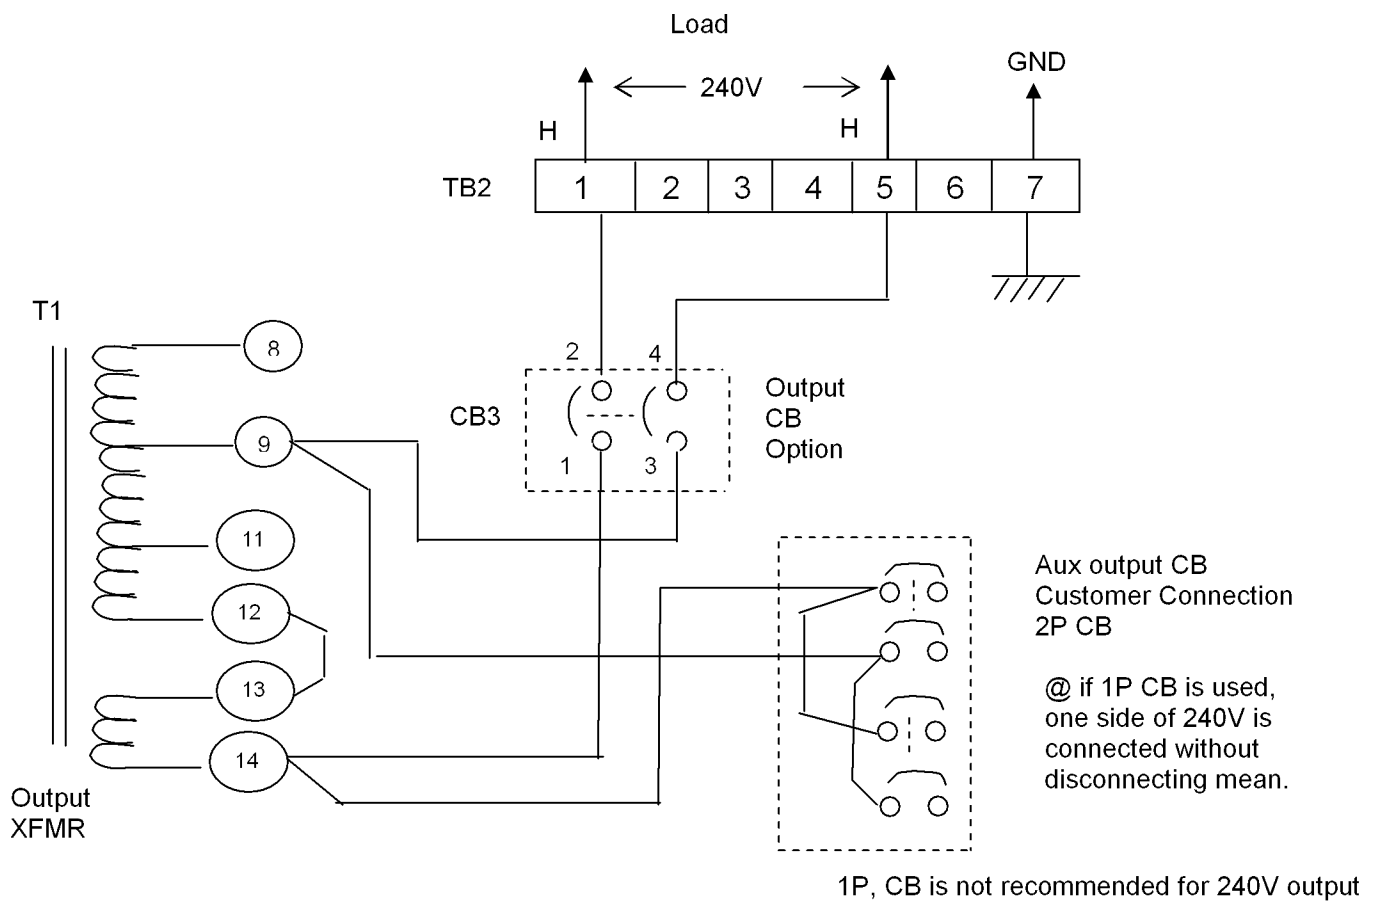 Load
GND
240V
H
H
TB2
1 2 3 4 5 6 7
T1
8
2
4
Output
CB
Option
CB3
9
1
3
11
Aux output CB
Customer Connection
2P CB
12
13
@ if 1P CB is used,
one side of 240V is
connected without
disconnecting mean.
14
Output
XFMR
1P, CB is not recommended for 240V output